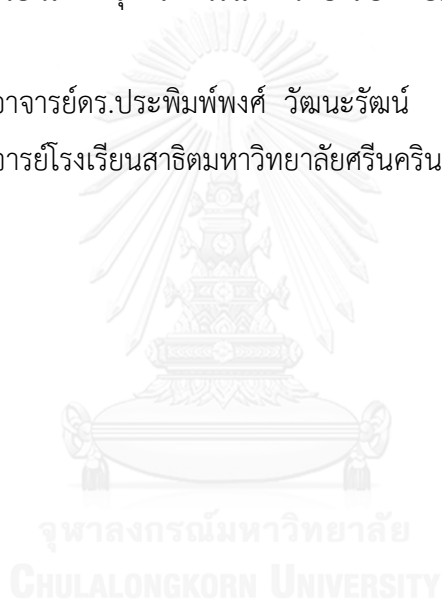 อาจารย์ดร.ประพิมพ์พงศ์ วัฒนะรัตน์
จารย์โรงเรียนสาธิตมหาวิทยาลัยศรีนคริน
จุฬาลงกรณ์มหาวิทยาลัย
CHULALONGKORN UNIVERSITY